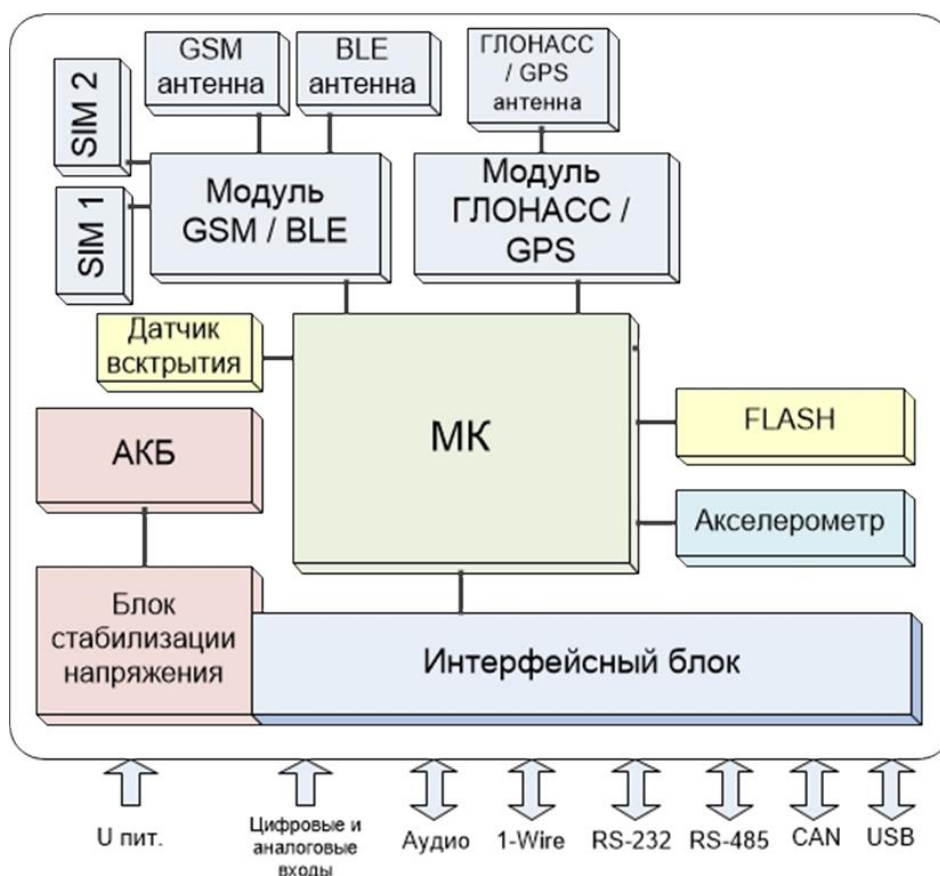 SIM 2
SIM 1
GSM
антенна
BLE
антенна
ГЛОНАСС
/ GPS
антенна
Модуль
GSM / BLE
Модуль
ГЛОНАСС /
GPS
Датчик
всктрытия
МК
FLASH
АКБ
Акселерометр
Блок
стабилизации
напряжения
Интерфейсный блок
U пит.
Цифровые и
аналоговые
входы
Аудио
1-Wire
RS-232
RS-485
CAN
USB